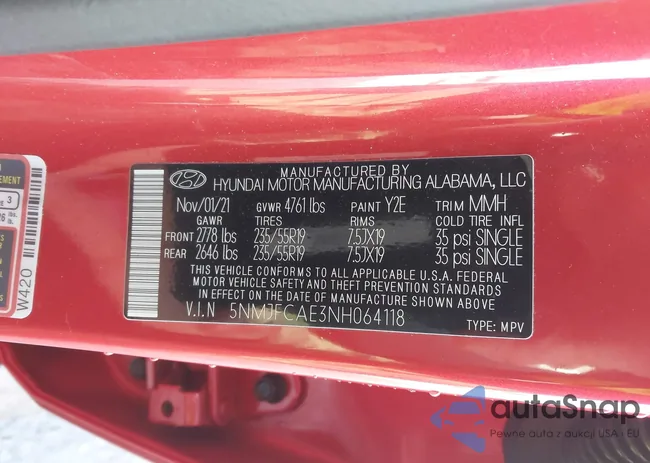 MANUFACTURED BY
HYUNDAI MOTOR MANUFACTURING ALABAMA, LLC
Nov/01/21 GVWR 4761 lbs PAINT Y2E TRIM MMH
GAWR TIRES RIMS COLD TIRE INFL
FRONT 2778 lbs 235/55R19 7.5JX19 35 psi SINGLE
REAR 2646 lbs 235/55R19 7.5JX19 35 psi SINGLE
THIS VEHICLE CONFORMS TO ALL APPLICABLE U.S.A. FEDERAL
MOTOR VEHICLE SAFETY AND THEFT PREVENTION STANDARDS
IN EFFECT ON THE DATE OF MANUFACTURE SHOWN ABOVE.
V.I.N 5NMJFCAE3NH064118
TYPE: MPV
W420
3
lbs.
autaSnap
Pewne auta z aukcji USA i EU